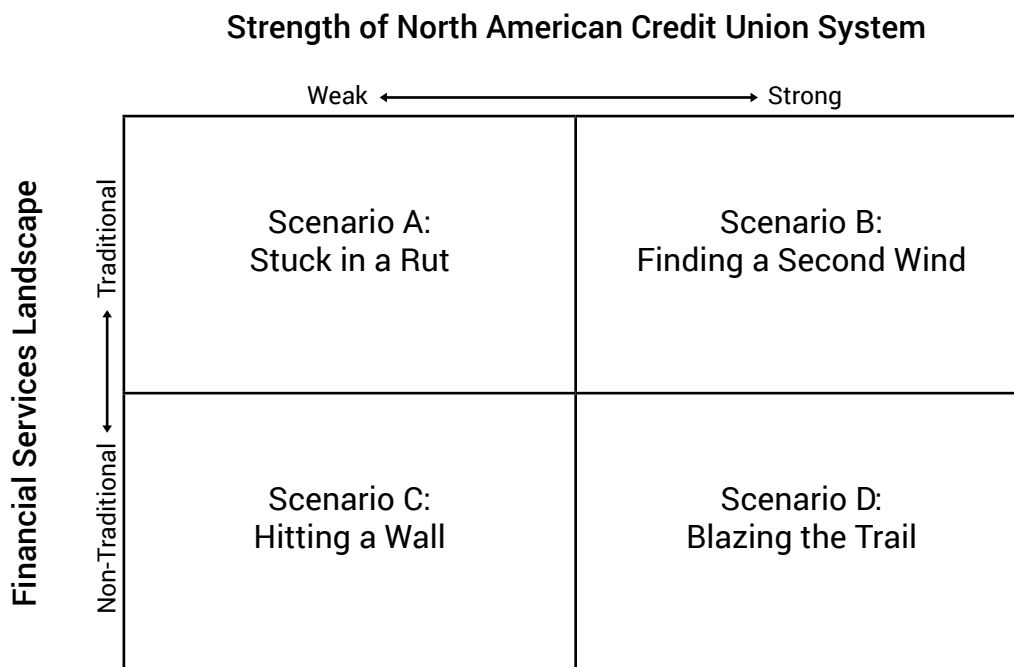 Strength of North American Credit Union System
Weak
Strong
Financial Services Landscape
Traditional
Non-Traditional
Scenario A:
Stuck in a Rut
Scenario B:
Finding a Second Wind
Scenario C:
Hitting a Wall
Scenario D:
Blazing the Trail